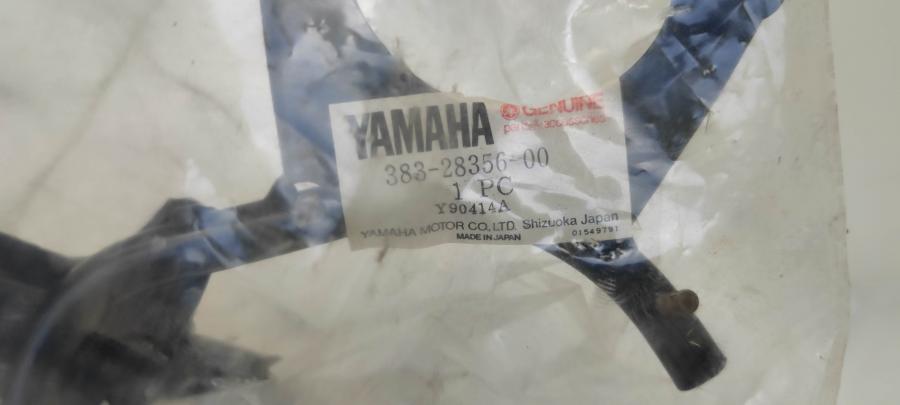 YAMAHA
GENUINE
parts & accessories
383-28356-00
1 PC
Y90414A
YAMAHA MOTOR CO., LTD. Shizuoka Japan
MADE IN JAPAN
01549791